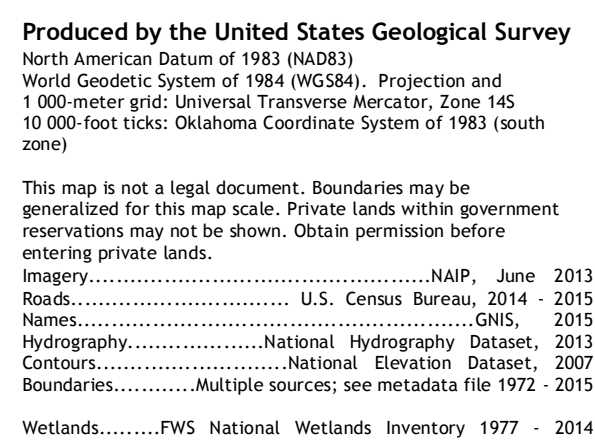 Produced by the United States Geological Survey
North American Datum of 1983 (NAD83)
World Geodetic System of 1984 (WGS84).  Projection and
1 000-meter grid: Universal Transverse Mercator, Zone 14S
10 000-foot ticks: Oklahoma Coordinate System of 1983 (south
zone)
This map is not a legal document. Boundaries may be
generalized for this map scale. Private lands within government
reservations may not be shown. Obtain permission before
entering private lands.
Imagery..............................................NAIP, June 2013
Roads.............................. U.S. Census Bureau, 2014 - 2015
Names......................................................GNIS, 2015
Hydrography....................National Hydrography Dataset, 2013
Contours............................National Elevation Dataset, 2007
Boundaries............Multiple sources; see metadata file 1972 - 2015
Wetlands.........FWS National Wetlands Inventory 1977 - 2014